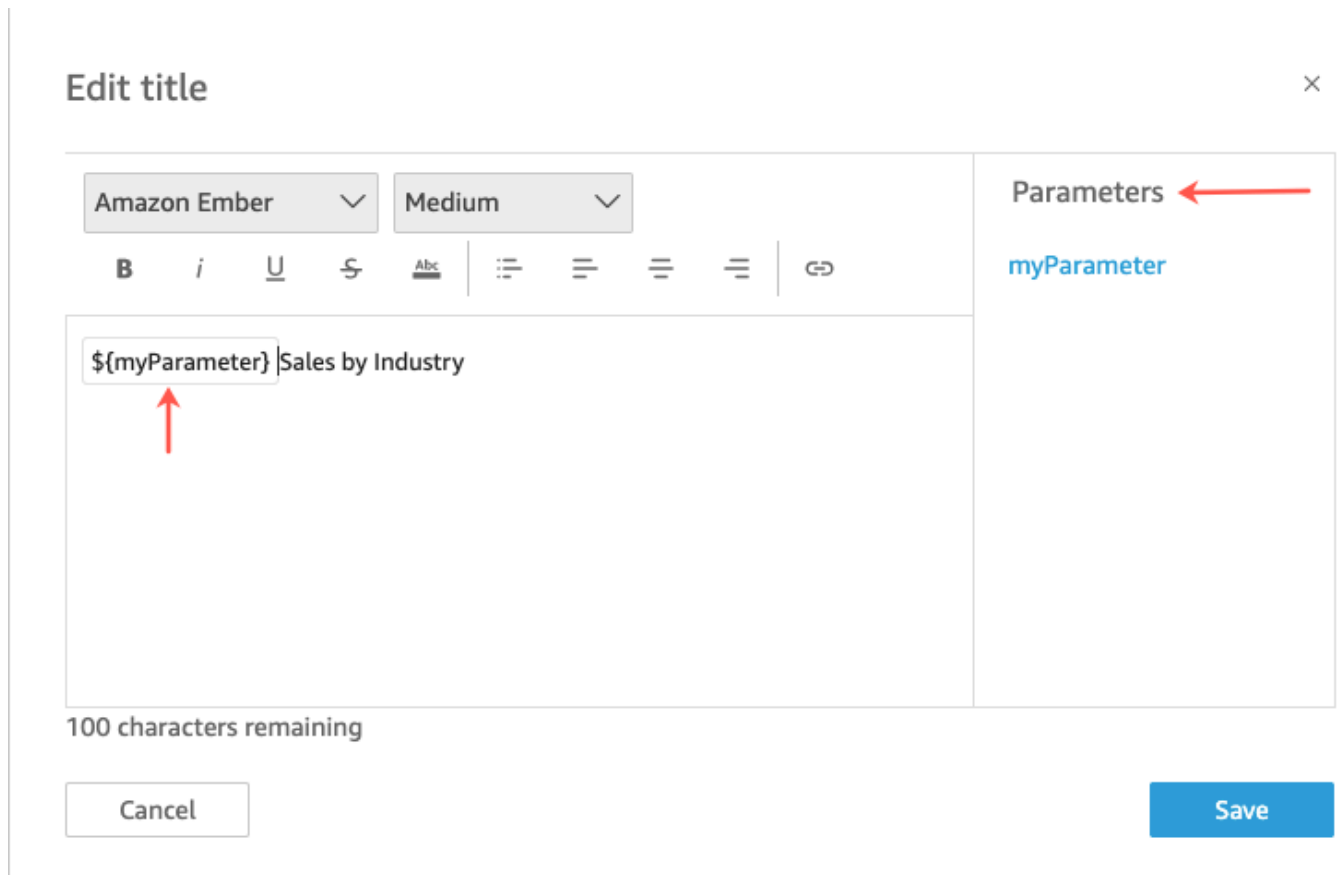 Edit title
Amazon Ember Medium
B i U S Abc
${myParameter} Sales by Industry
100 characters remaining
Cancel Save
Parameters
myParameter